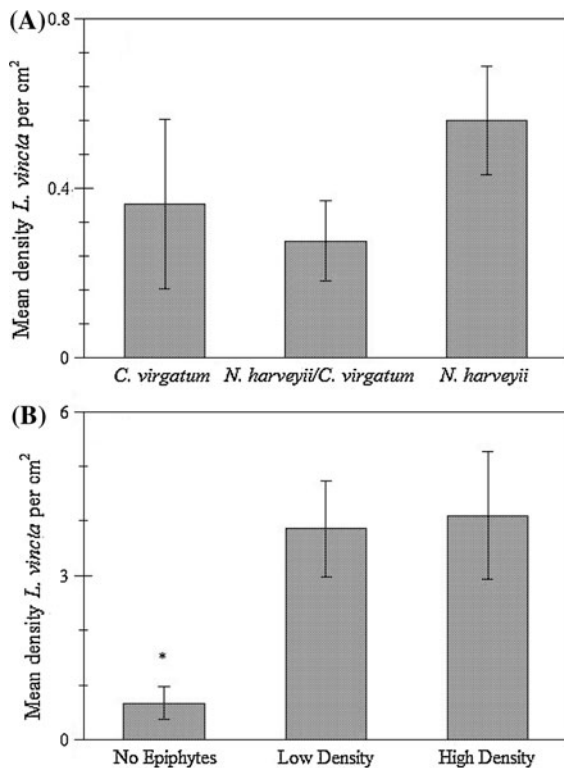 (A)
0.8
0.4
0
Mean density L. vincta per cm²
C. virgatum N. harveyii/C. virgatum N. harveyii
(B)
6
3
0
Mean density L. vincta per cm²
*
No Epiphytes Low Density High Density